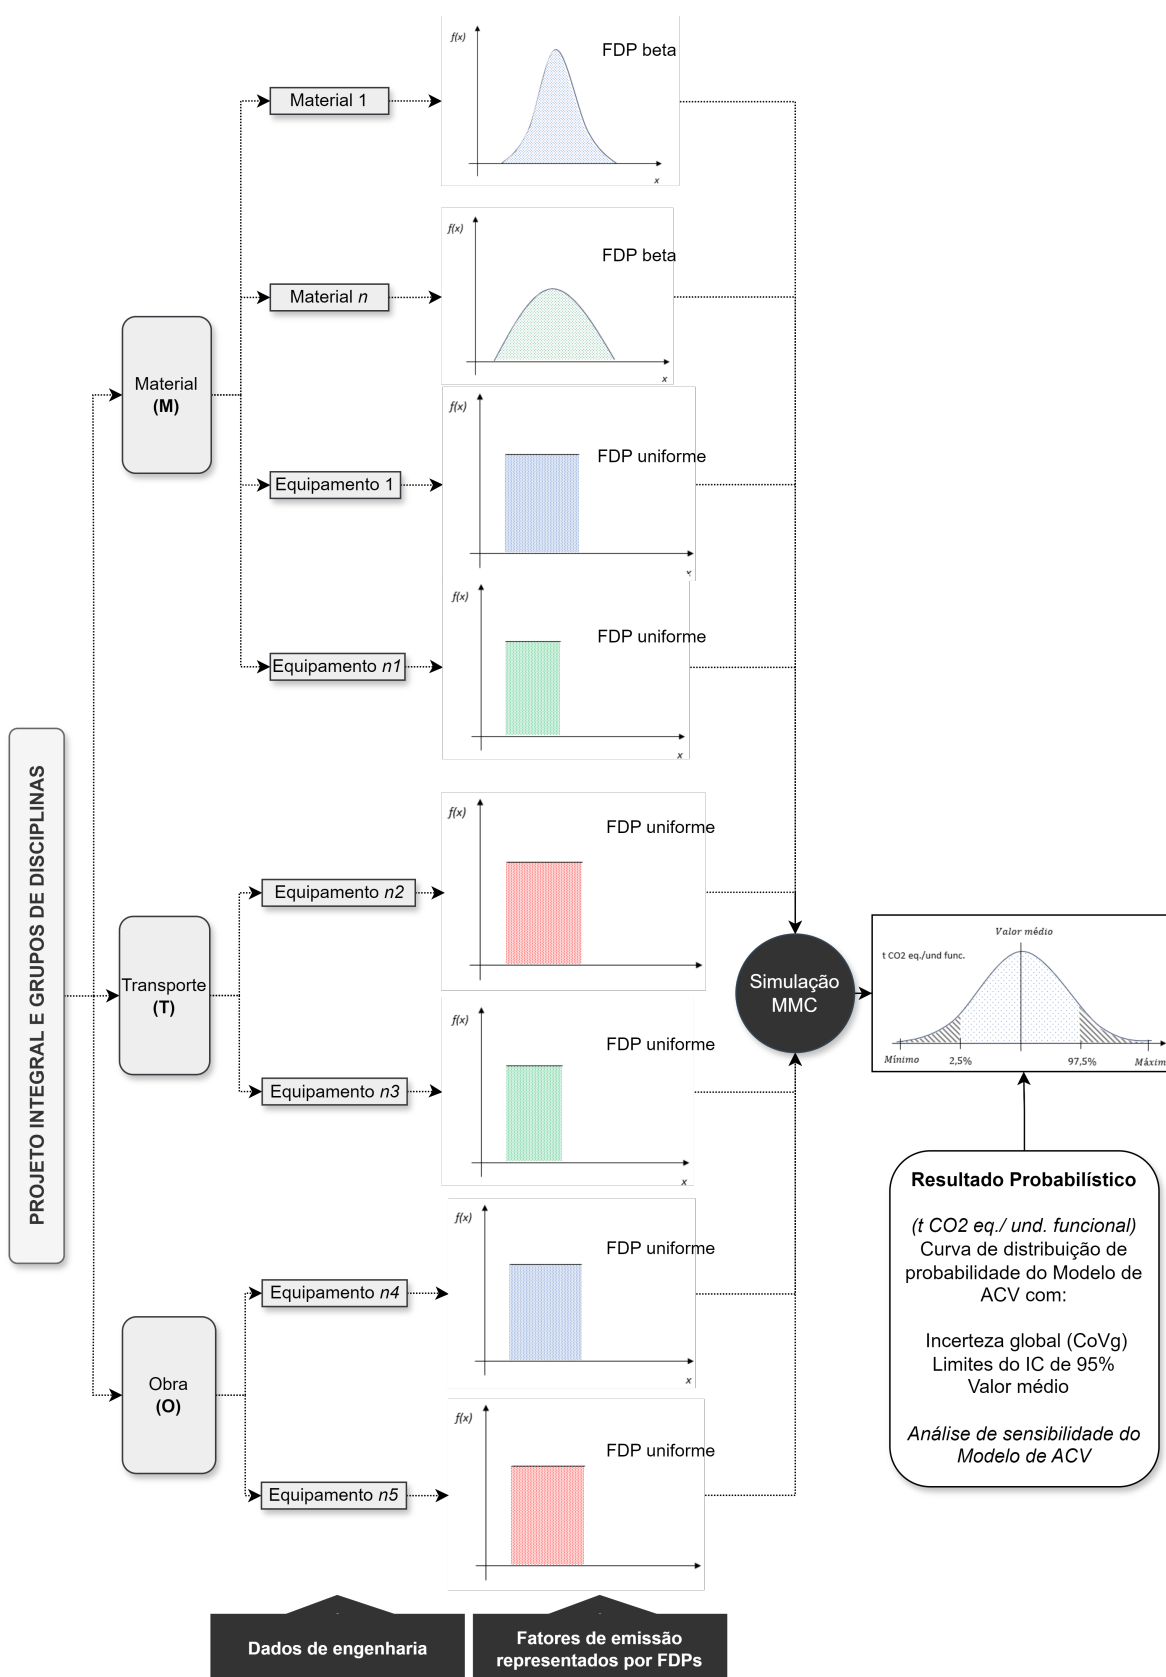 f(x)
FDP beta
Material 1
x
f(x)
FDP beta
Material n
x
Material
(M)
f(x)
FDP uniforme
Equipamento 1
x
f(x)
FDP uniforme
Equipamento n1
x
PROJETO INTEGRAL E GRUPOS DE DISCIPLINAS
f(x)
FDP uniforme
Equipamento n2
x
Transporte
(T)
f(x)
FDP uniforme
Equipamento n3
x
Simulação
MMC
Valor médio
t CO2 eq./und func.
Mínimo
2,5%
97,5%
Máxim
Resultado Probabilístico
(t CO2 eq./ und. funcional)
Curva de distribuição de
probabilidade do Modelo de
ACV com:
Incerteza global (CoVg)
Limites do IC de 95%
Valor médio
Análise de sensibilidade do
Modelo de ACV
f(x)
FDP uniforme
Equipamento n4
x
Obra
(O)
f(x)
FDP uniforme
Equipamento n5
x
Dados de engenharia
Fatores de emissão
representados por FDPs